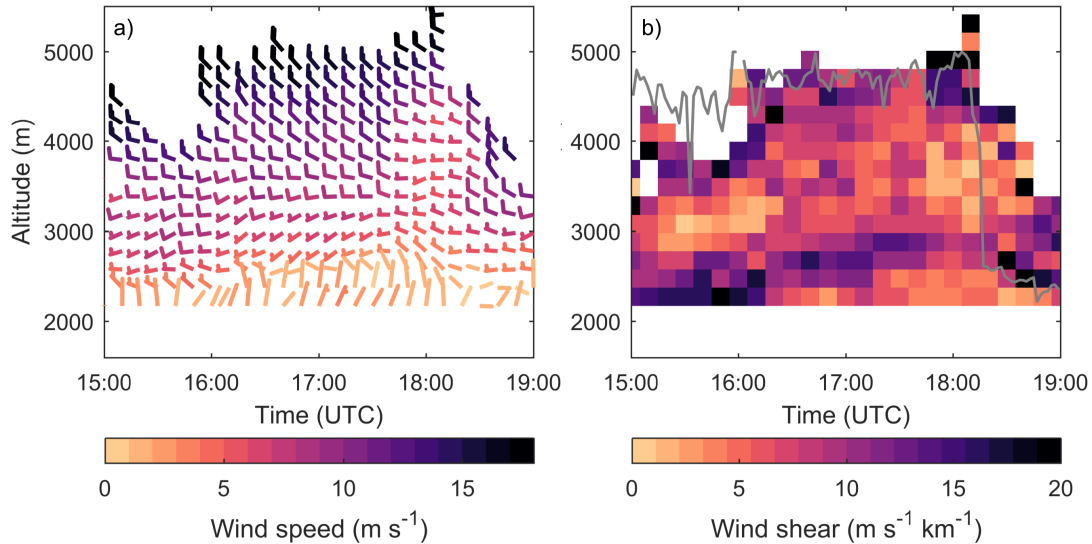 a)
5000
4000
3000
2000
Altitude (m)
15:00 16:00 17:00 18:00 19:00
Time (UTC)
0 5 10 15
Wind speed (m s⁻¹)
b)
5000
4000
3000
2000
15:00 16:00 17:00 18:00 19:00
Time (UTC)
0 5 10 15 20
Wind shear (m s⁻¹ km⁻¹)